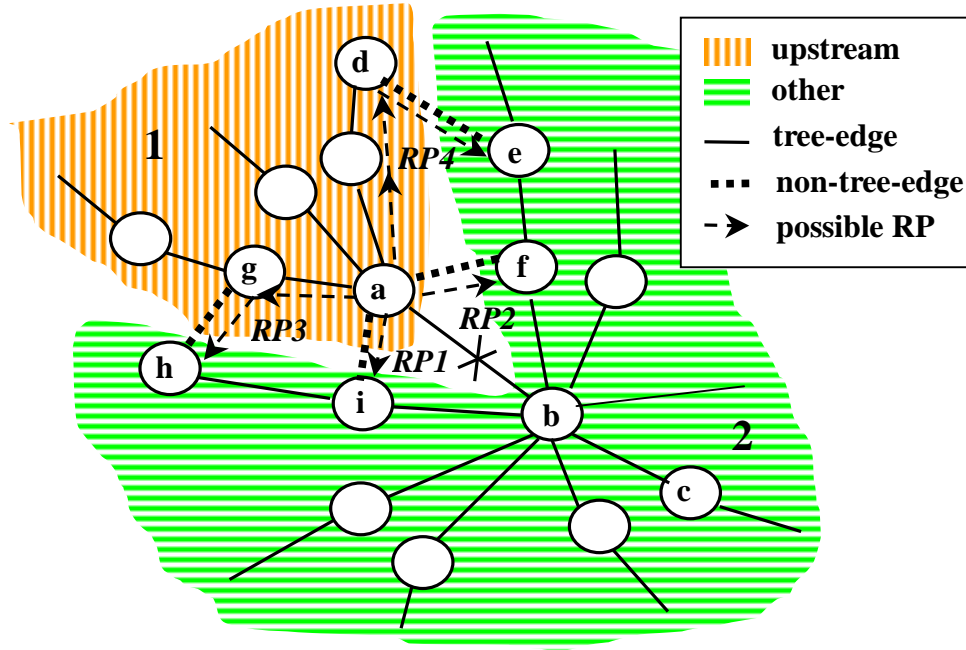 d
upstream
other
1
e
RP4
tree-edge
non-tree-edge
possible RP
g
a
f
RP3
RP2
h
RP1
i
b
2
c